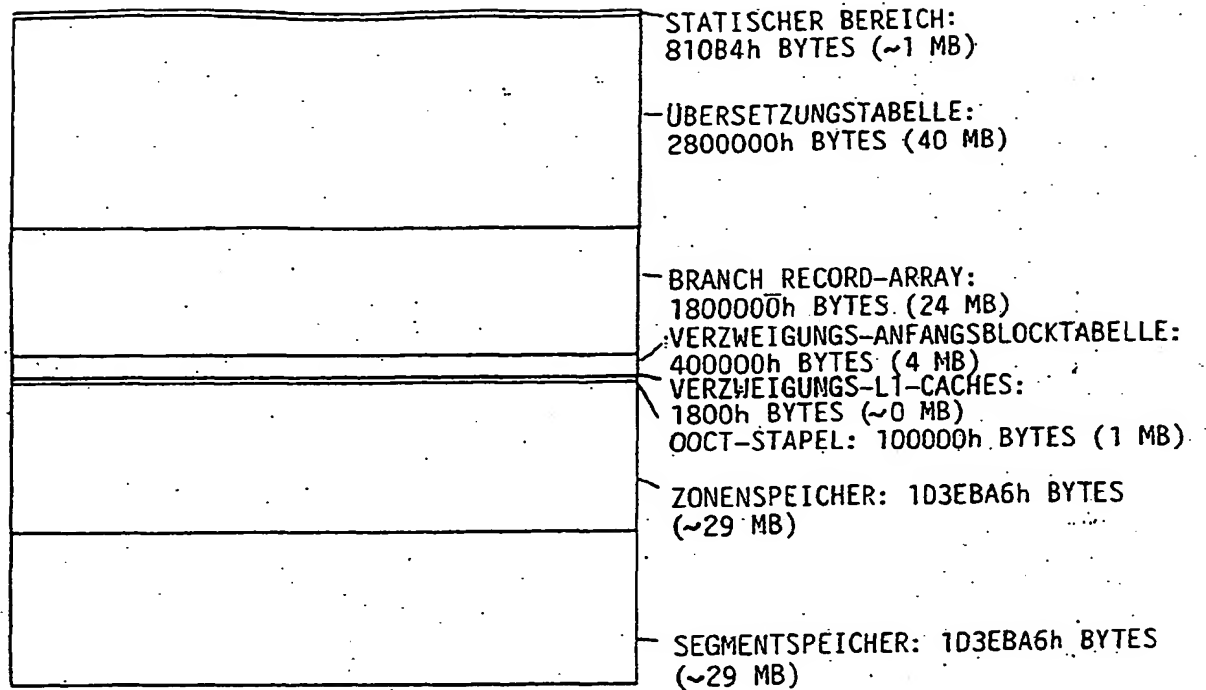 STATISCHER BEREICH:
810B4h BYTES (~1 MB)
ÜBERSETZUNGSTABELLE:
2800000h BYTES (40 MB)
BRANCH_RECORD-ARRAY:
1800000h BYTES (24 MB)
VERZWEIGUNGS-ANFANGSBLOCKTABELLE:
400000h BYTES (4 MB)
VERZWEIGUNGS-L1-CACHES:
1800h BYTES (~0 MB)
OOCT-STAPEL: 100000h BYTES (1 MB)
ZONENSPEICHER: 1D3EBA6h BYTES
(~29 MB)
SEGMENTSPEICHER: 1D3EBA6h BYTES
(~29 MB)